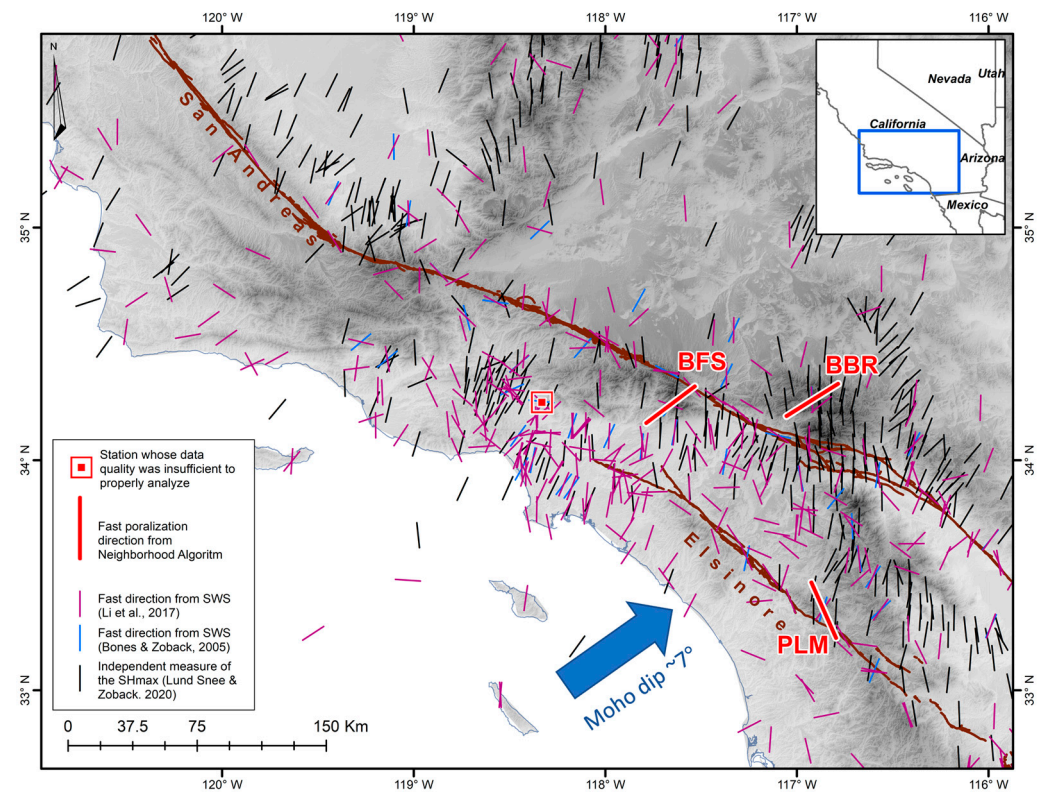 120° W
119° W
118° W
117° W
116° W
N
Nevada
Utah
California
Arizona
Mexico
San Andreas
35° N
35° N
BFS
BBR
34° N
34° N
Station whose data
quality was insufficient to
properly analyze
Fast poralization
direction from
Neighborhood Algoritm
Fast direction from SWS
(Li et al., 2017)
Fast direction from SWS
(Bones & Zoback, 2005)
Independent measure of
the SHmax (Lund Snee &
Zoback. 2020)
Elsinore
PLM
Moho dip ~7°
33° N
33° N
0 37.5 75 150 Km
120° W
119° W
118° W
117° W
116° W